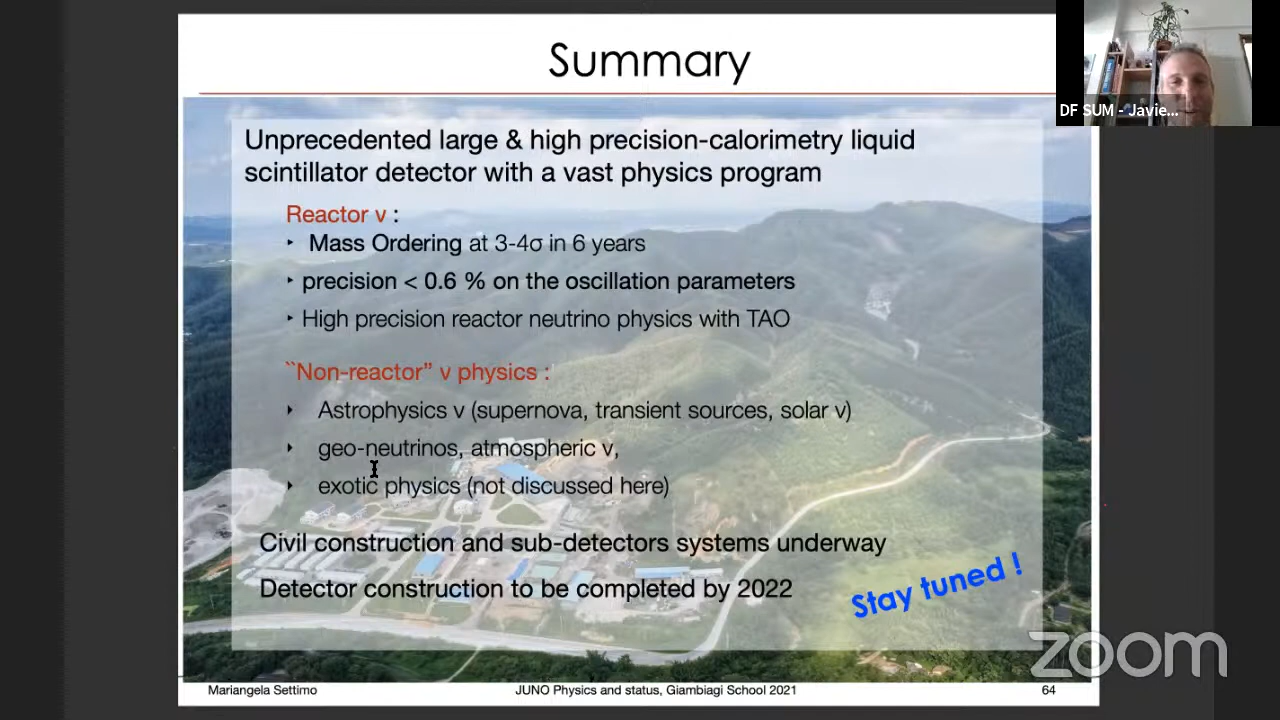 Summary
DF SUM - Javie...
Unprecedented large & high precision-calorimetry liquid
scintillator detector with a vast physics program
Reactor ν :
‣ Mass Ordering at 3-4σ in 6 years
‣ precision < 0.6 % on the oscillation parameters
‣ High precision reactor neutrino physics with TAO
``Non-reactor” ν physics :
‣ Astrophysics ν (supernova, transient sources, solar ν)
‣ geo-neutrinos, atmospheric ν,
‣ exotic physics (not discussed here)
Civil construction and sub-detectors systems underway
Detector construction to be completed by 2022
Stay tuned !
zoom
Mariangela Settimo JUNO Physics and status, Giambiagi School 2021 64